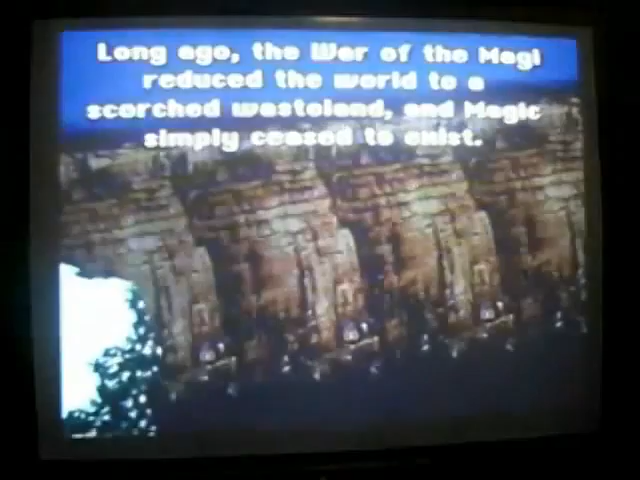 Long ago, the War of the Magi
reduced the world to a
scorched wasteland, and Magic
simply ceased to exist.